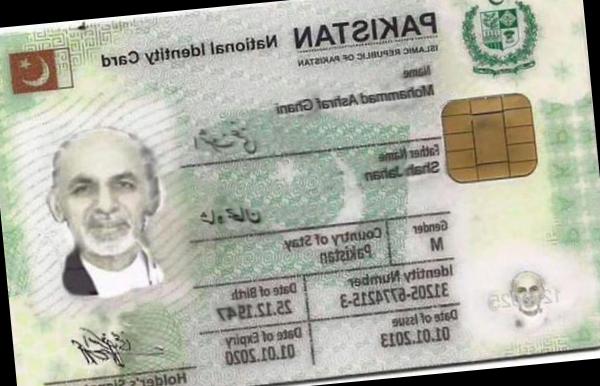 PAKISTAN National Identity Card
ISLAMIC REPUBLIC OF PAKISTAN
Name
Mohammad Ashraf Ghani
Father Name
Shah Jahan
Gender Country of Stay
M Pakistan
Identity Number Date of Birth
31205-6774215-3 25.12.1947
Date of Issue Date of Expiry
01.01.2013 01.01.2020
Holder's